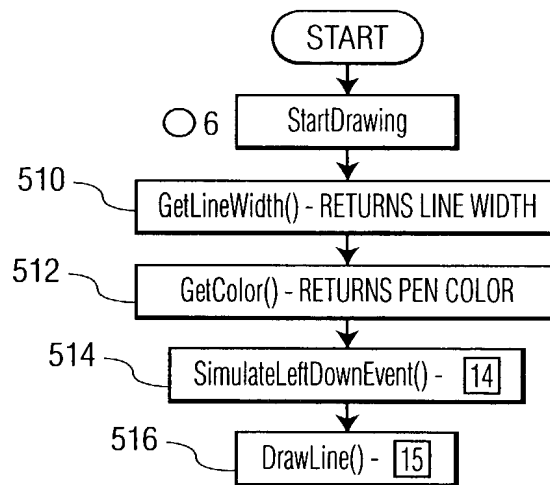 START
6 StartDrawing
510 GetLineWidth() - RETURNS LINE WIDTH
512 GetColor() - RETURNS PEN COLOR
514 SimulateLeftDownEvent() - 14
516 DrawLine() - 15